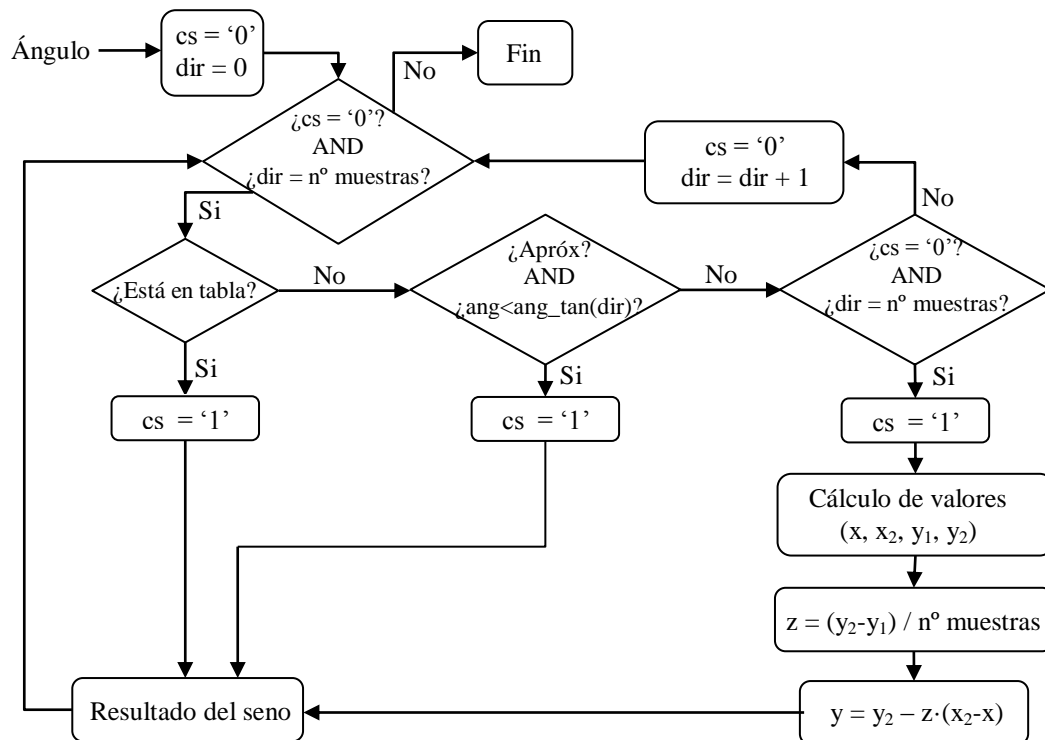 Ángulo
cs = ‘0’
dir = 0
No
Fin
¿cs = ‘0’?
AND
¿dir = nº muestras?
cs = ‘0’
dir = dir + 1
Si
No
¿Está en tabla?
No
¿Apróx?
AND
¿ang<ang_tan(dir)?
No
¿cs = ‘0’?
AND
¿dir = nº muestras?
Si
Si
Si
cs = ‘1’
cs = ‘1’
cs = ‘1’
Cálculo de valores
(x, x₂, y₁, y₂)
z = (y₂-y₁) / nº muestras
Resultado del seno
y = y₂ – z·(x₂-x)